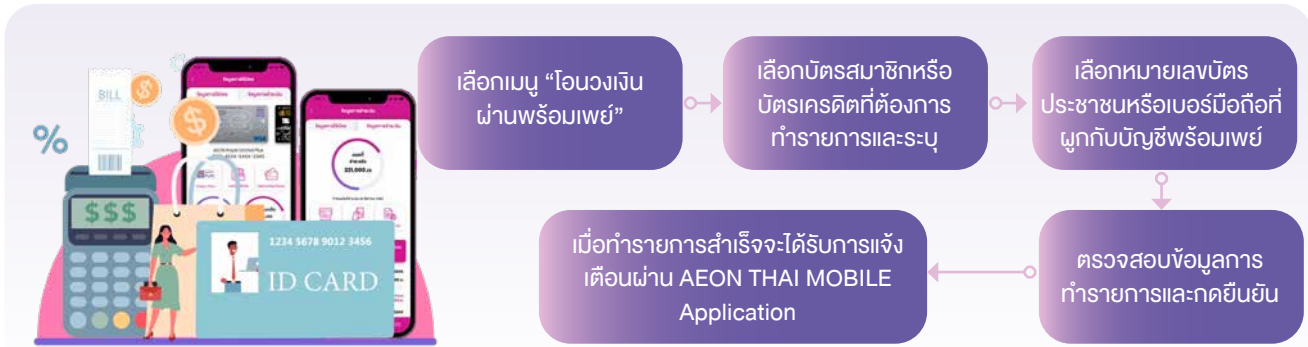 เลือกเมนู “โอนวงเงิน
ผ่านพร้อมเพย์”
เลือกบัตรสมาชิกหรือ
บัตรเครดิตที่ต้องการ
ทำรายการและระบุ
เลือกหมายเลขบัตร
ประชาชนหรือเบอร์มือถือที่
ผูกกับบัญชีพร้อมเพย์
ตรวจสอบข้อมูลการ
ทำรายการและกดยืนยัน
เมื่อทำรายการสำเร็จจะได้รับการแจ้ง
เตือนผ่าน AEON THAI MOBILE
Application
BILL
$
%
$
$$$
1234 5678 9012 3456
ID CARD
VISA